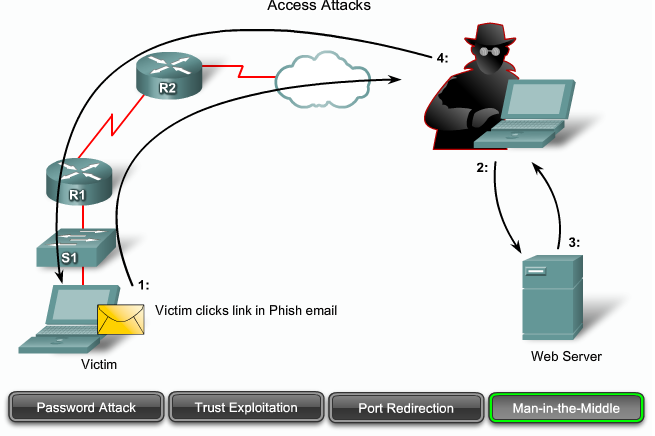 Access Attacks
4:
R2
2:
R1
3:
S1
1:
Victim clicks link in Phish email
Victim
Web Server
Password Attack
Trust Exploitation
Port Redirection
Man-in-the-Middle